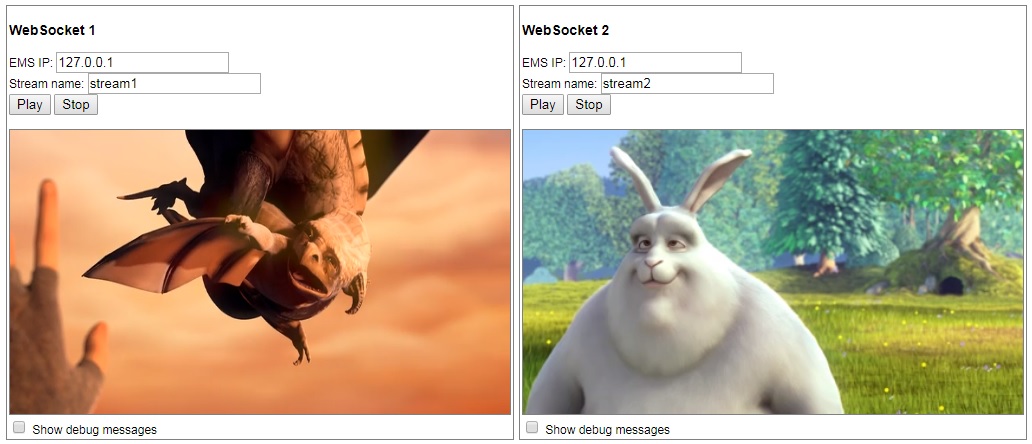 WebSocket 1
EMS IP: 127.0.0.1
Stream name: stream1
Play Stop
Show debug messages
WebSocket 2
EMS IP: 127.0.0.1
Stream name: stream2
Play Stop
Show debug messages